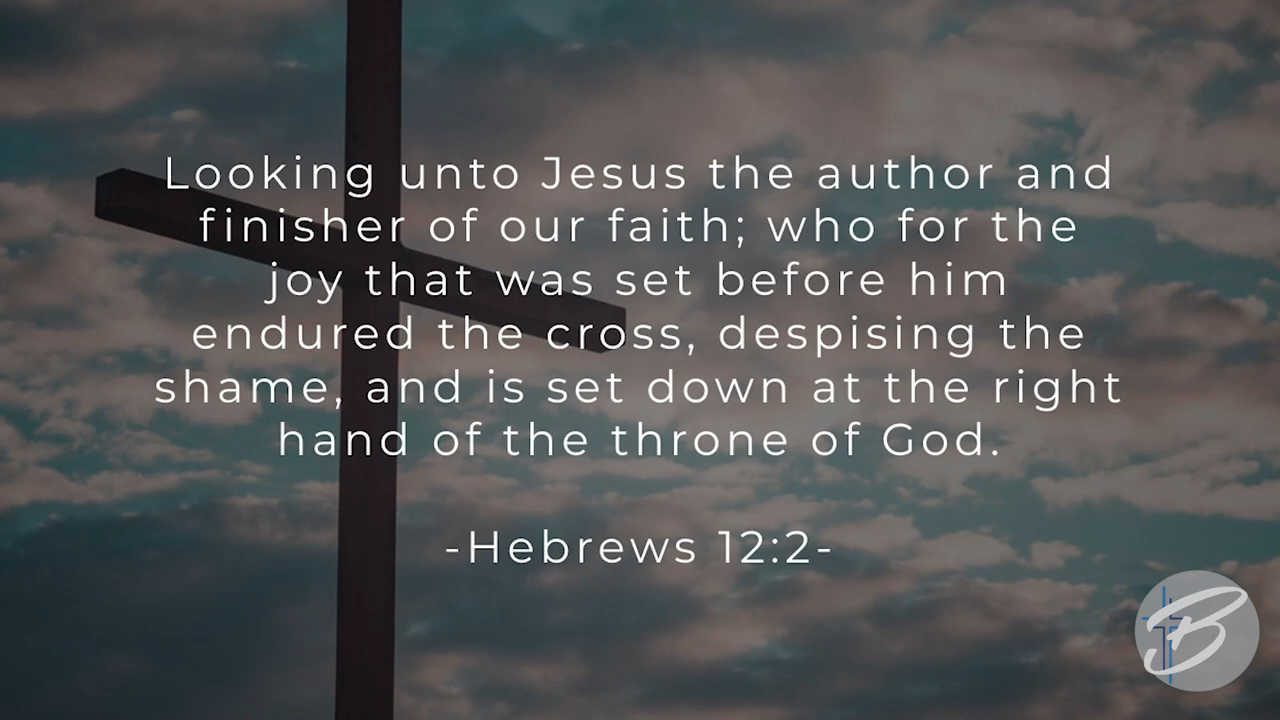 Looking unto Jesus the author and
finisher of our faith; who for the
joy that was set before him
endured the cross, despising the
shame, and is set down at the right
hand of the throne of God.
-Hebrews 12:2-
B